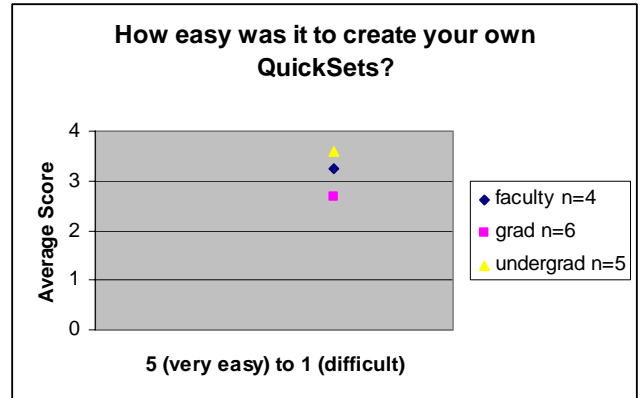 How easy was it to create your own
QuickSets?
Average Score
4
3
2
1
0
5 (very easy) to 1 (difficult)
faculty n=4
grad n=6
undergrad n=5